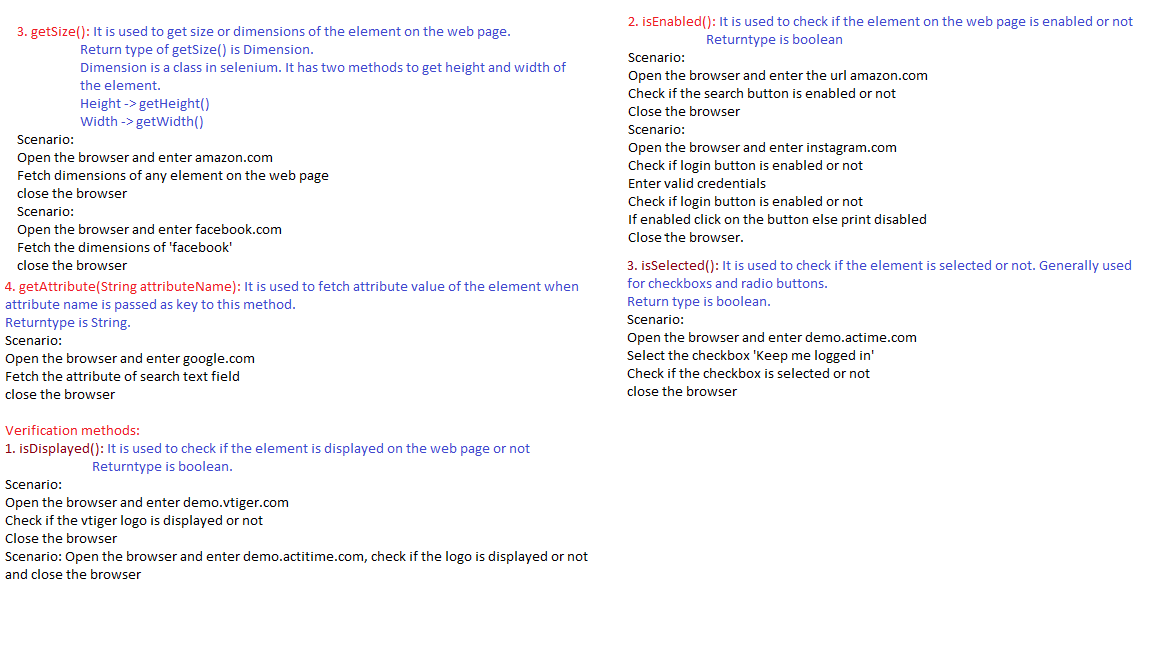 3. getSize(): It is used to get size or dimensions of the element on the web page.
Return type of getSize() is Dimension.
Dimension is a class in selenium. It has two methods to get height and width of
the element.
Height -> getHeight()
Width -> getWidth()
Scenario:
Open the browser and enter amazon.com
Fetch dimensions of any element on the web page
close the browser
Scenario:
Open the browser and enter facebook.com
Fetch the dimensions of 'facebook'
close the browser
4. getAttribute(String attributeName): It is used to fetch attribute value of the element when
attribute name is passed as key to this method.
Returntype is String.
Scenario:
Open the browser and enter google.com
Fetch the attribute of search text field
close the browser
Verification methods:
1. isDisplayed(): It is used to check if the element is displayed on the web page or not
Returntype is boolean.
Scenario:
Open the browser and enter demo.vtiger.com
Check if the vtiger logo is displayed or not
Close the browser
Scenario: Open the browser and enter demo.actitime.com, check if the logo is displayed or not
and close the browser
2. isEnabled(): It is used to check if the element on the web page is enabled or not
Returntype is boolean
Scenario:
Open the browser and enter the url amazon.com
Check if the search button is enabled or not
Close the browser
Scenario:
Open the browser and enter instagram.com
Check if login button is enabled or not
Enter valid credentials
Check if login button is enabled or not
If enabled click on the button else print disabled
Close the browser.
3. isSelected(): It is used to check if the element is selected or not. Generally used
for checkboxs and radio buttons.
Return type is boolean.
Scenario:
Open the browser and enter demo.actime.com
Select the checkbox 'Keep me logged in'
Check if the checkbox is selected or not
close the browser